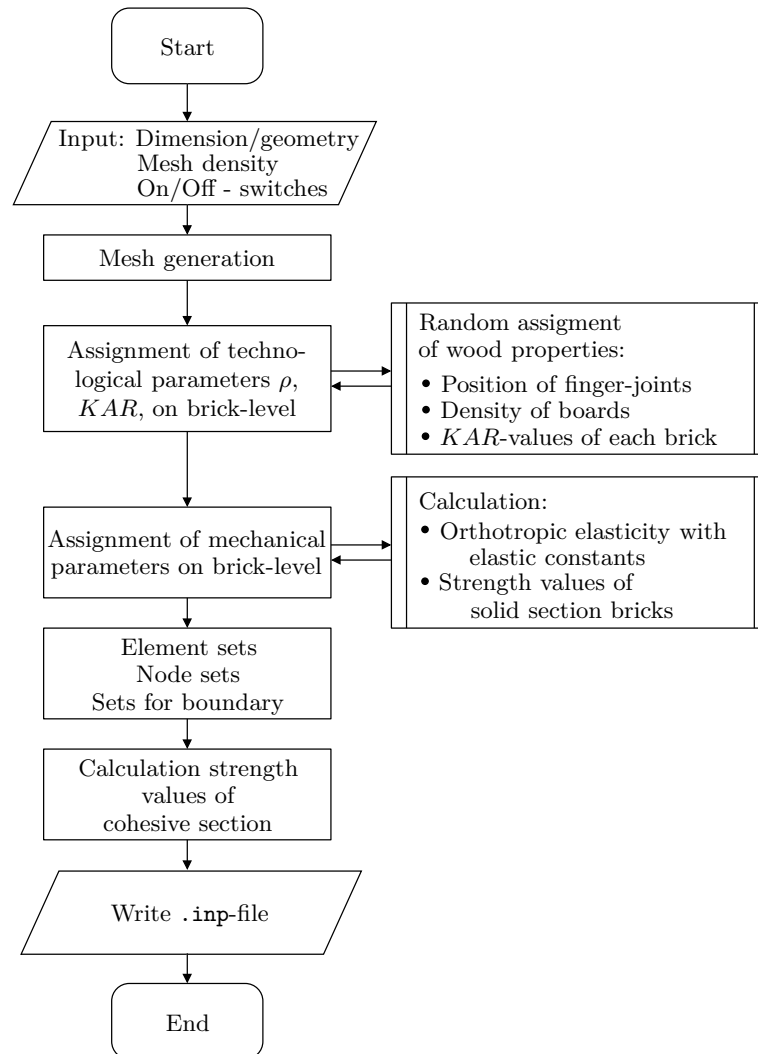 Start
Input: Dimension/geometry
Mesh density
On/Off - switches
Mesh generation
Assignment of techno-
logical parameters ρ,
KAR, on brick-level
Random assigment
of wood properties:
• Position of finger-joints
• Density of boards
• KAR-values of each brick
Assignment of mechanical
parameters on brick-level
Calculation:
• Orthotropic elasticity with
elastic constants
• Strength values of
solid section bricks
Element sets
Node sets
Sets for boundary
Calculation strength
values of
cohesive section
Write .inp-file
End